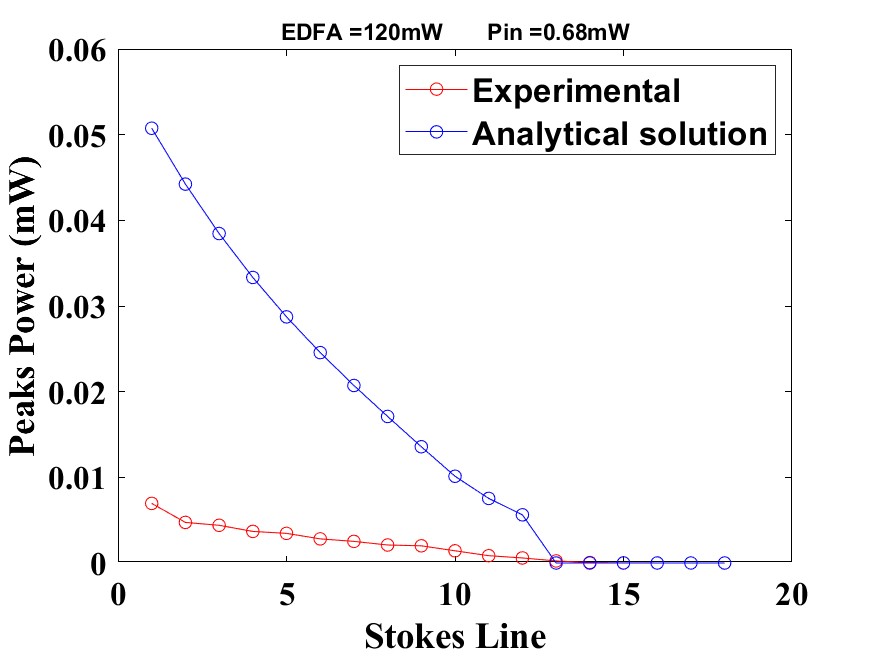 EDFA =120mW Pin =0.68mW
0.06
0.05
0.04
0.03
0.02
0.01
0
Peaks Power (mW)
Experimental
Analytical solution
0 5 10 15 20
Stokes Line